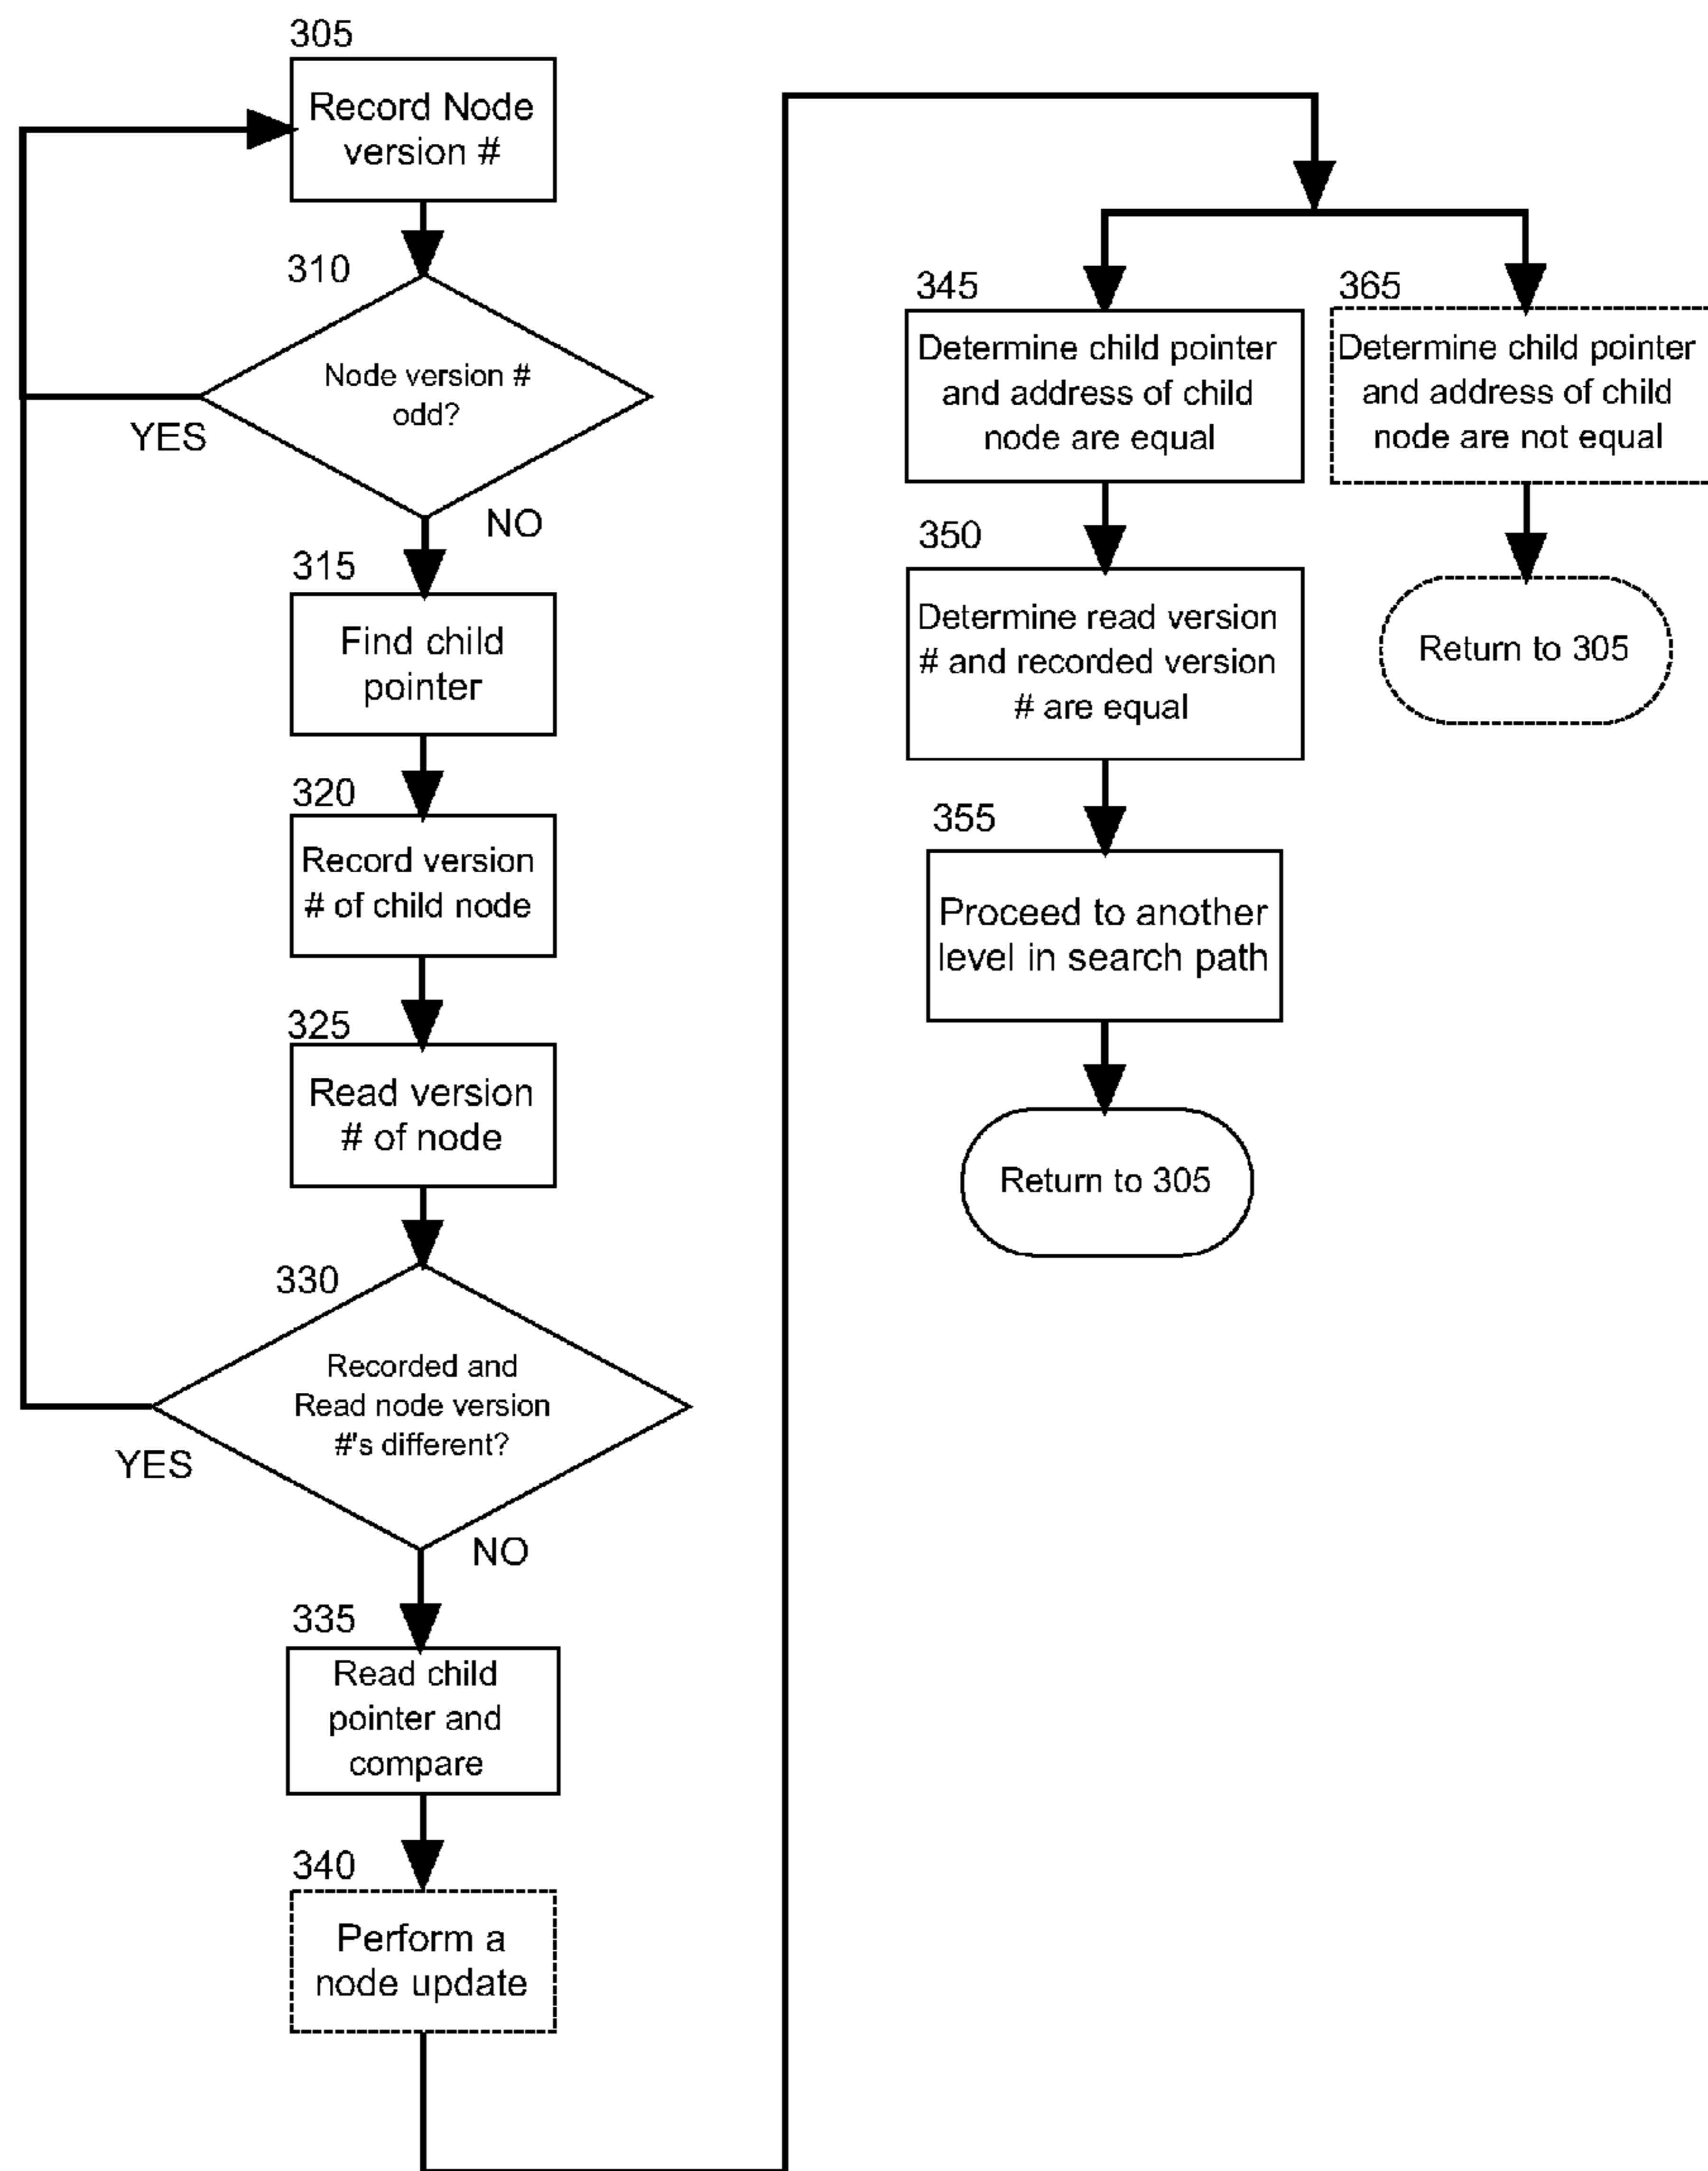 305
Record Node
version #
310
Node version #
odd?
YES
NO
315
Find child
pointer
320
Record version
# of child node
325
Read version
# of node
330
Recorded and
Read node version
#'s different?
YES
NO
335
Read child
pointer and
compare
340
Perform a
node update
345
Determine child pointer
and address of child
node are equal
350
Determine read version
# and recorded version
# are equal
355
Proceed to another
level in search path
Return to 305
365
Determine child pointer
and address of child
node are not equal
Return to 305